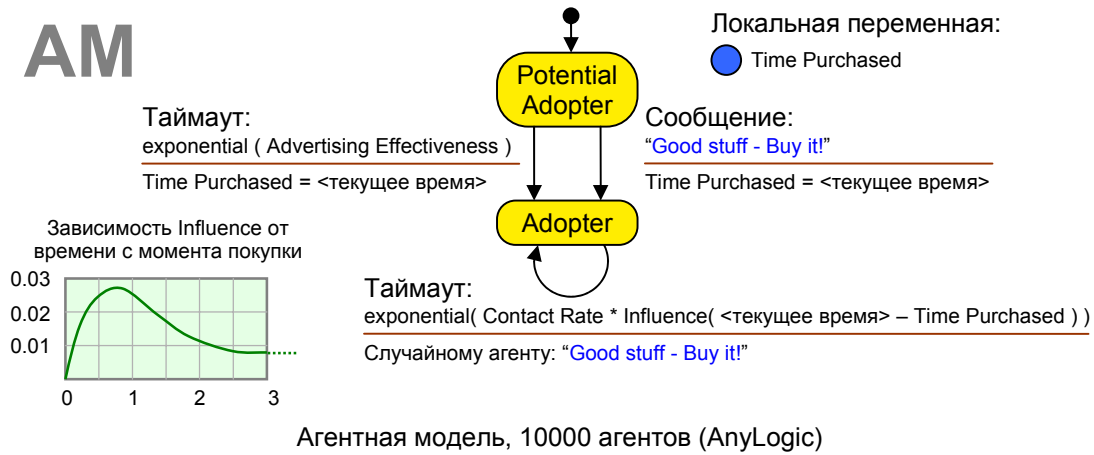 AM
Локальная переменная:
Time Purchased
Potential
Adopter
Таймаут:
exponential ( Advertising Effectiveness )
Time Purchased = <текущее время>
Сообщение:
“Good stuff - Buy it!”
Time Purchased = <текущее время>
Adopter
Зависимость Influence от
времени с момента покупки
0.03
0.02
0.01
0 1 2 3
Таймаут:
exponential( Contact Rate * Influence( <текущее время> – Time Purchased ) )
Случайному агенту: “Good stuff - Buy it!”
Агентная модель, 10000 агентов (AnyLogic)